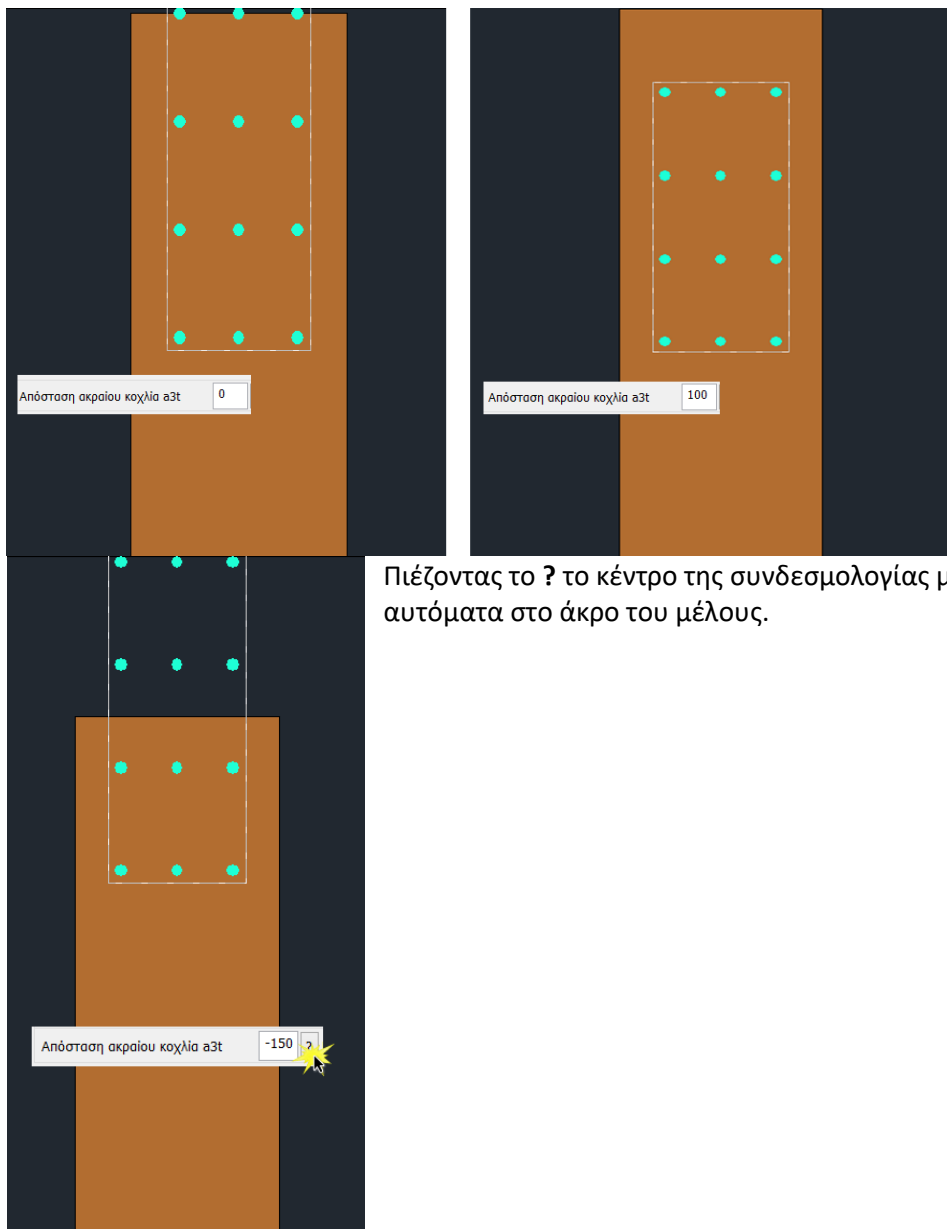 Απόσταση ακραίου κοχλία a3t 0
Απόσταση ακραίου κοχλία a3t 100
Πιέζοντας το ? το κέντρο της συνδεσμολογίας
αυτόματα στο άκρο του μέλους.
Απόσταση ακραίου κοχλία a3t -150 ?